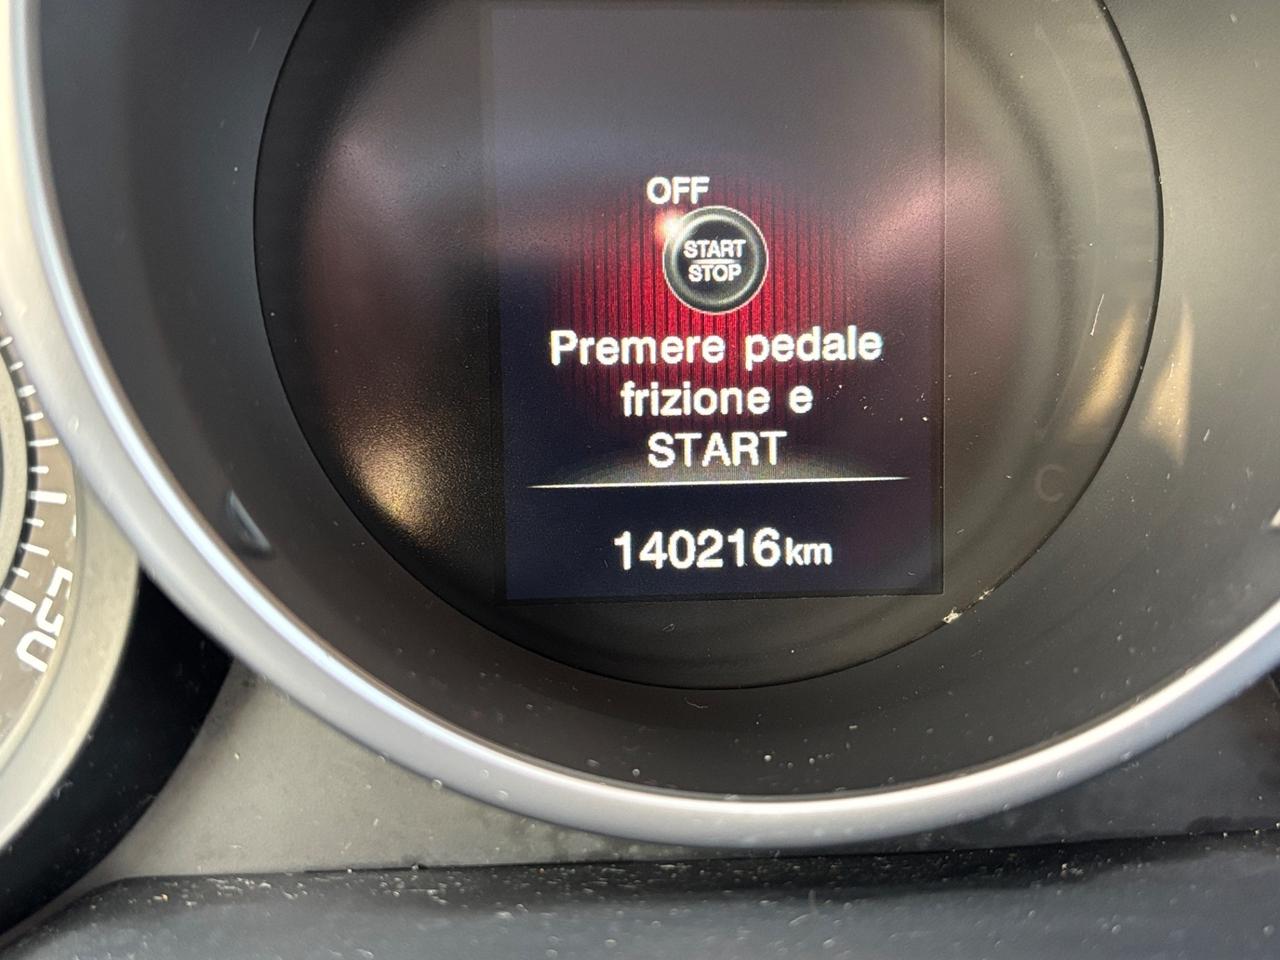 OFF
START
STOP
Premere pedale
frizione e
START
140216km
C